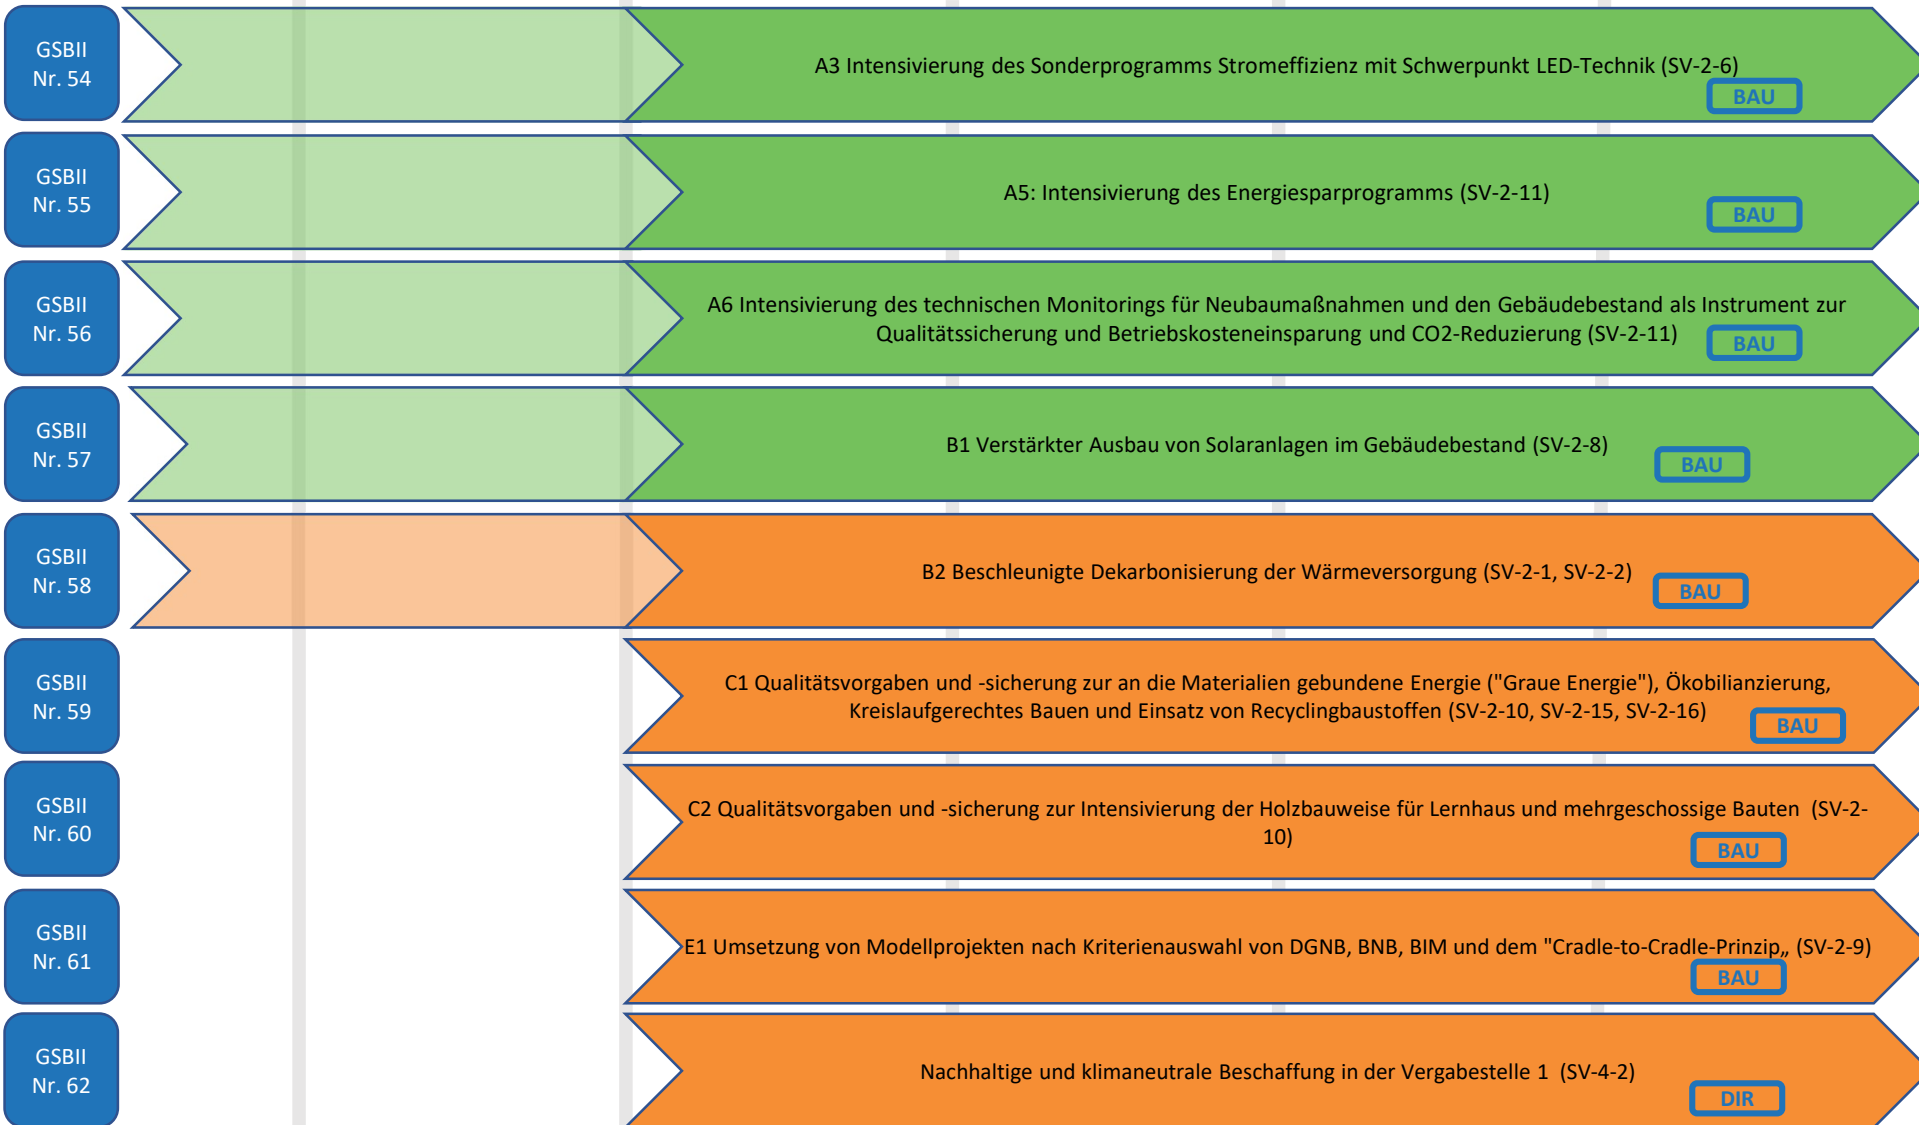 GSBII
Nr. 54
A3 Intensivierung des Sonderprogramms Stromeffizienz mit Schwerpunkt LED-Technik (SV-2-6)
BAU
GSBII
Nr. 55
A5: Intensivierung des Energiesparprogramms (SV-2-11)
BAU
GSBII
Nr. 56
A6 Intensivierung des technischen Monitorings für Neubaumaßnahmen und den Gebäudebestand als Instrument zur
Qualitätssicherung und Betriebskosteneinsparung und CO2-Reduzierung (SV-2-11)
BAU
GSBII
Nr. 57
B1 Verstärkter Ausbau von Solaranlagen im Gebäudebestand (SV-2-8)
BAU
GSBII
Nr. 58
B2 Beschleunigte Dekarbonisierung der Wärmeversorgung (SV-2-1, SV-2-2)
BAU
GSBII
Nr. 59
C1 Qualitätsvorgaben und -sicherung zur an die Materialien gebundene Energie ("Graue Energie"), Ökobilianzierung,
Kreislaufgerechtes Bauen und Einsatz von Recyclingbaustoffen (SV-2-10, SV-2-15, SV-2-16)
BAU
GSBII
Nr. 60
C2 Qualitätsvorgaben und -sicherung zur Intensivierung der Holzbauweise für Lernhaus und mehrgeschossige Bauten (SV-2-
10)
BAU
GSBII
Nr. 61
E1 Umsetzung von Modellprojekten nach Kriterienauswahl von DGNB, BNB, BIM und dem "Cradle-to-Cradle-Prinzip„ (SV-2-9)
BAU
GSBII
Nr. 62
Nachhaltige und klimaneutrale Beschaffung in der Vergabestelle 1 (SV-4-2)
DIR